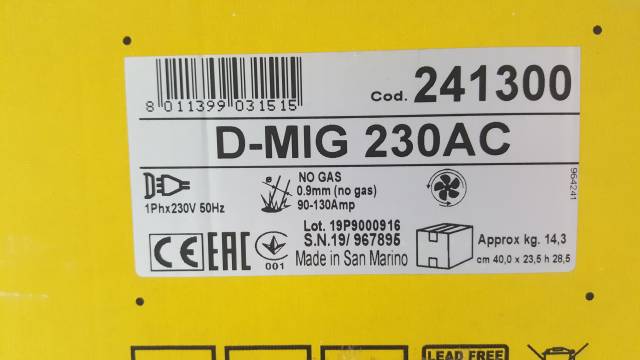 8 011399 031515
Cod. 241300
D-MIG 230AC
1Phx230V 50Hz
NO GAS
0.9mm (no gas)
90-130Amp
964241
Lot. 19P9000916
S.N.19/ 967895
Made in San Marino
CE EAC 001
Approx kg. 14,3
cm 40,0 x 23,5 h 28,5
LEAD FREE